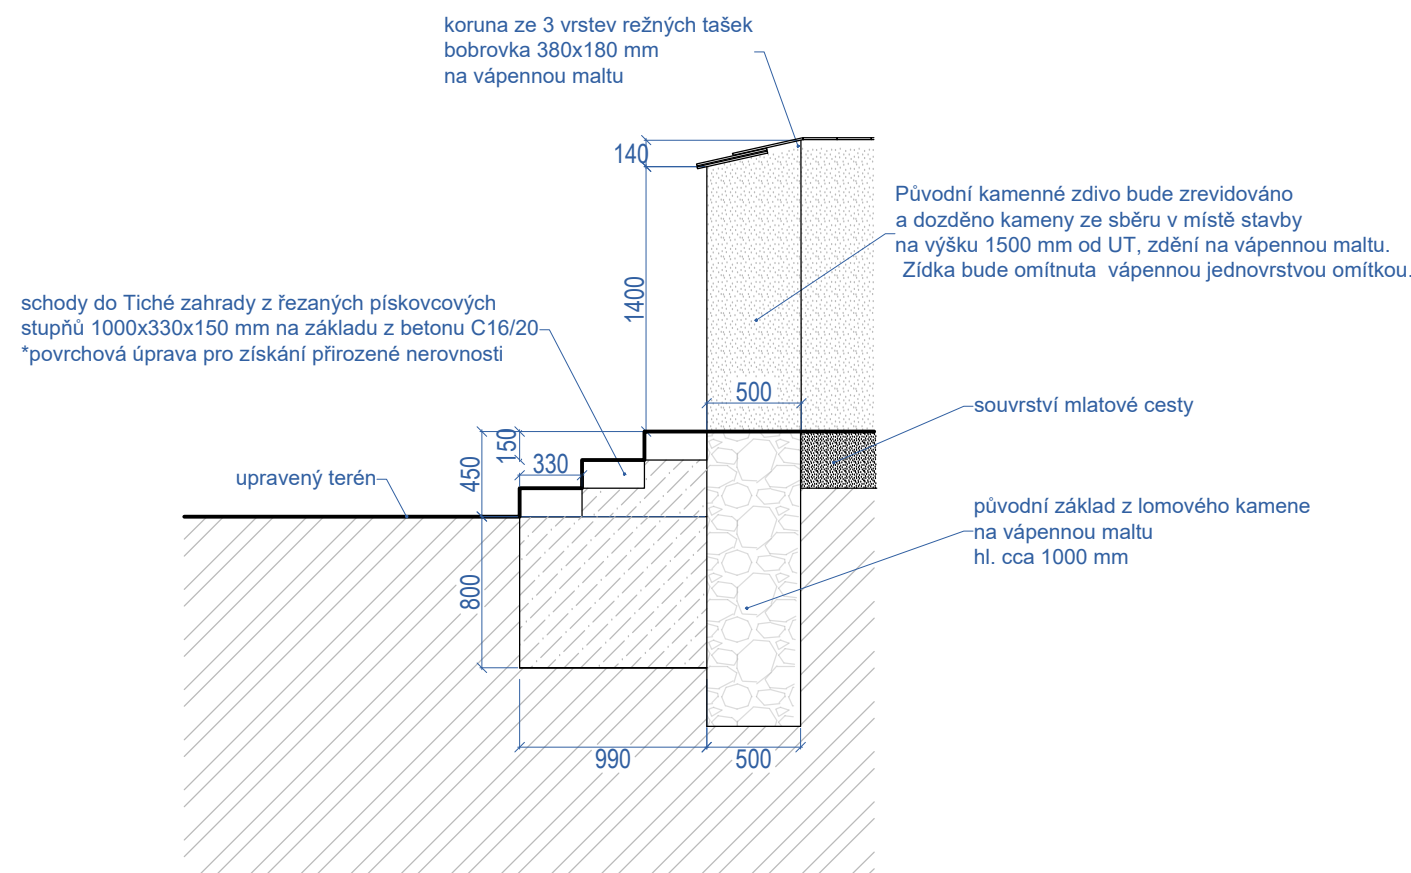 koruna ze 3 vrstev režných tašek
bobrovka 380x180 mm
na vápennou maltu
140
Původní kamenné zdivo bude zrevidováno
a dozděno kameny ze sběru v místě stavby
na výšku 1500 mm od UT, zdění na vápennou maltu.
Zídka bude omítnuta vápennou jednovrstvou omítkou.
1400
schody do Tiché zahrady z řezaných pískovcových
stupňů 1000x330x150 mm na základu z betonu C16/20
*povrchová úprava pro získání přirozené nerovnosti
500
souvrství mlatové cesty
150
450
330
upravený terén
původní základ z lomového kamene
na vápennou maltu
hl. cca 1000 mm
800
990
500